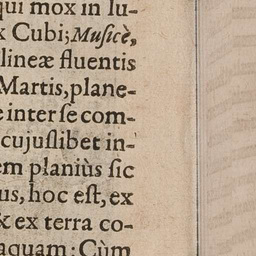 qui mox in lu-
x Cubi; Muſicè,
lineæ fluentis
Martis, plane-
e inter ſe com-
cujuſlibet in-
em planiùs ſic
us, hoc eſt, ex
& ex terra co-
aquam: Cùm